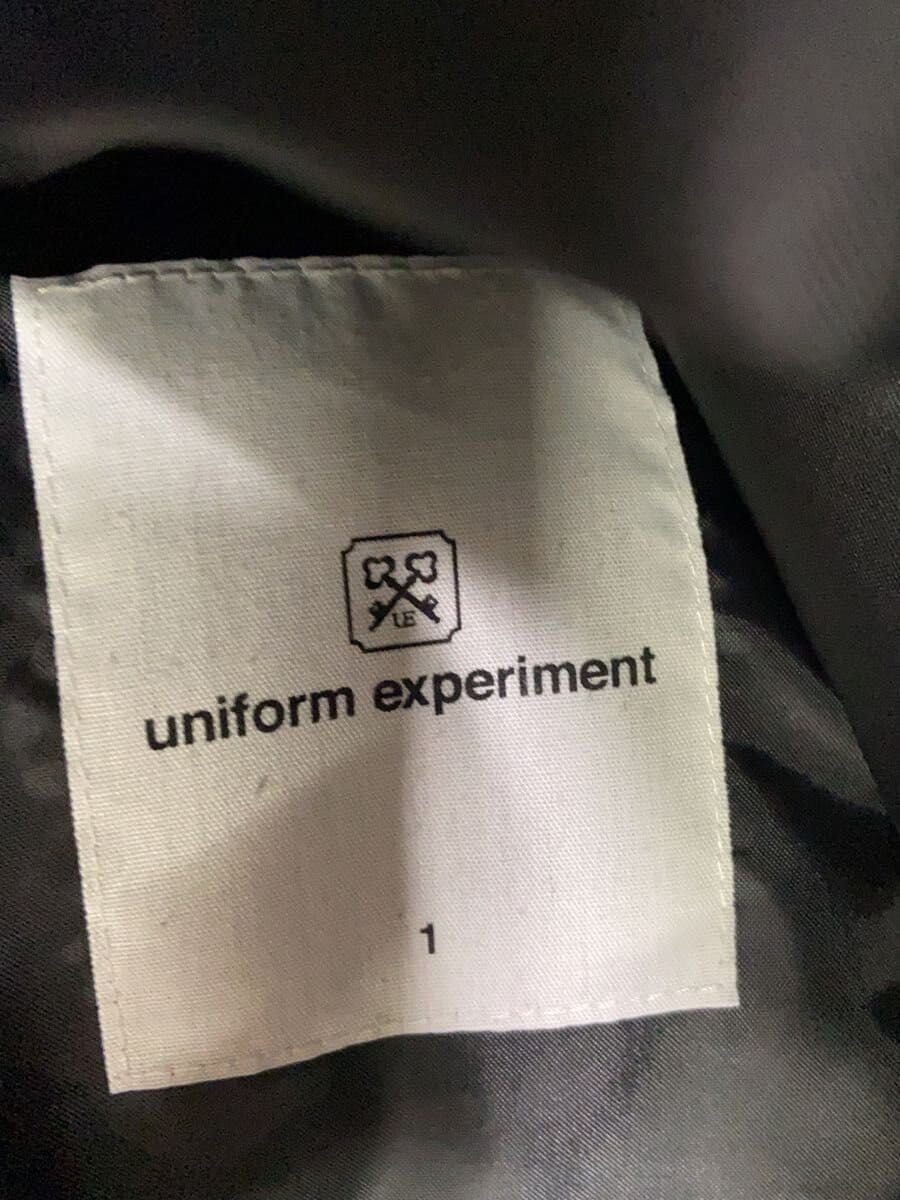 UE
uniform experiment
1